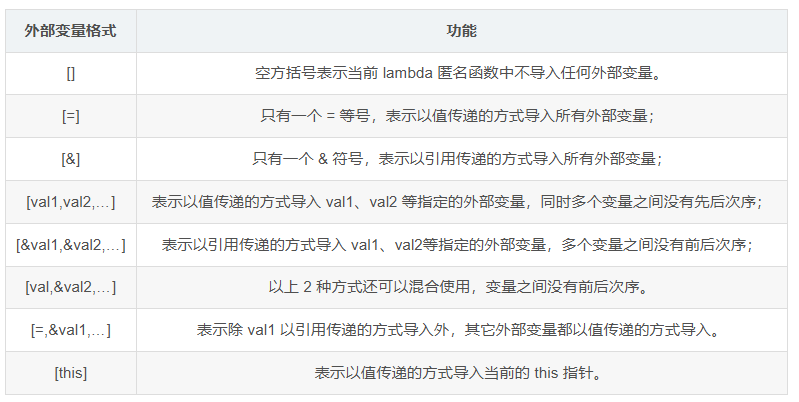 外部变量格式 功能
[] 空方括号表示当前 lambda 匿名函数中不导入任何外部变量。
[=] 只有一个 = 等号，表示以值传递的方式导入所有外部变量；
[&] 只有一个 & 符号，表示以引用传递的方式导入所有外部变量；
[val1,val2,…] 表示以值传递的方式导入 val1、val2 等指定的外部变量，同时多个变量之间没有先后次序；
[&val1,&val2,…] 表示以引用传递的方式导入 val1、val2等指定的外部变量，多个变量之间没有前后次序；
[val,&val2,…] 以上 2 种方式还可以混合使用，变量之间没有前后次序。
[=,&val1,…] 表示除 val1 以引用传递的方式导入外，其它外部变量都以值传递的方式导入。
[this] 表示以值传递的方式导入当前的 this 指针。